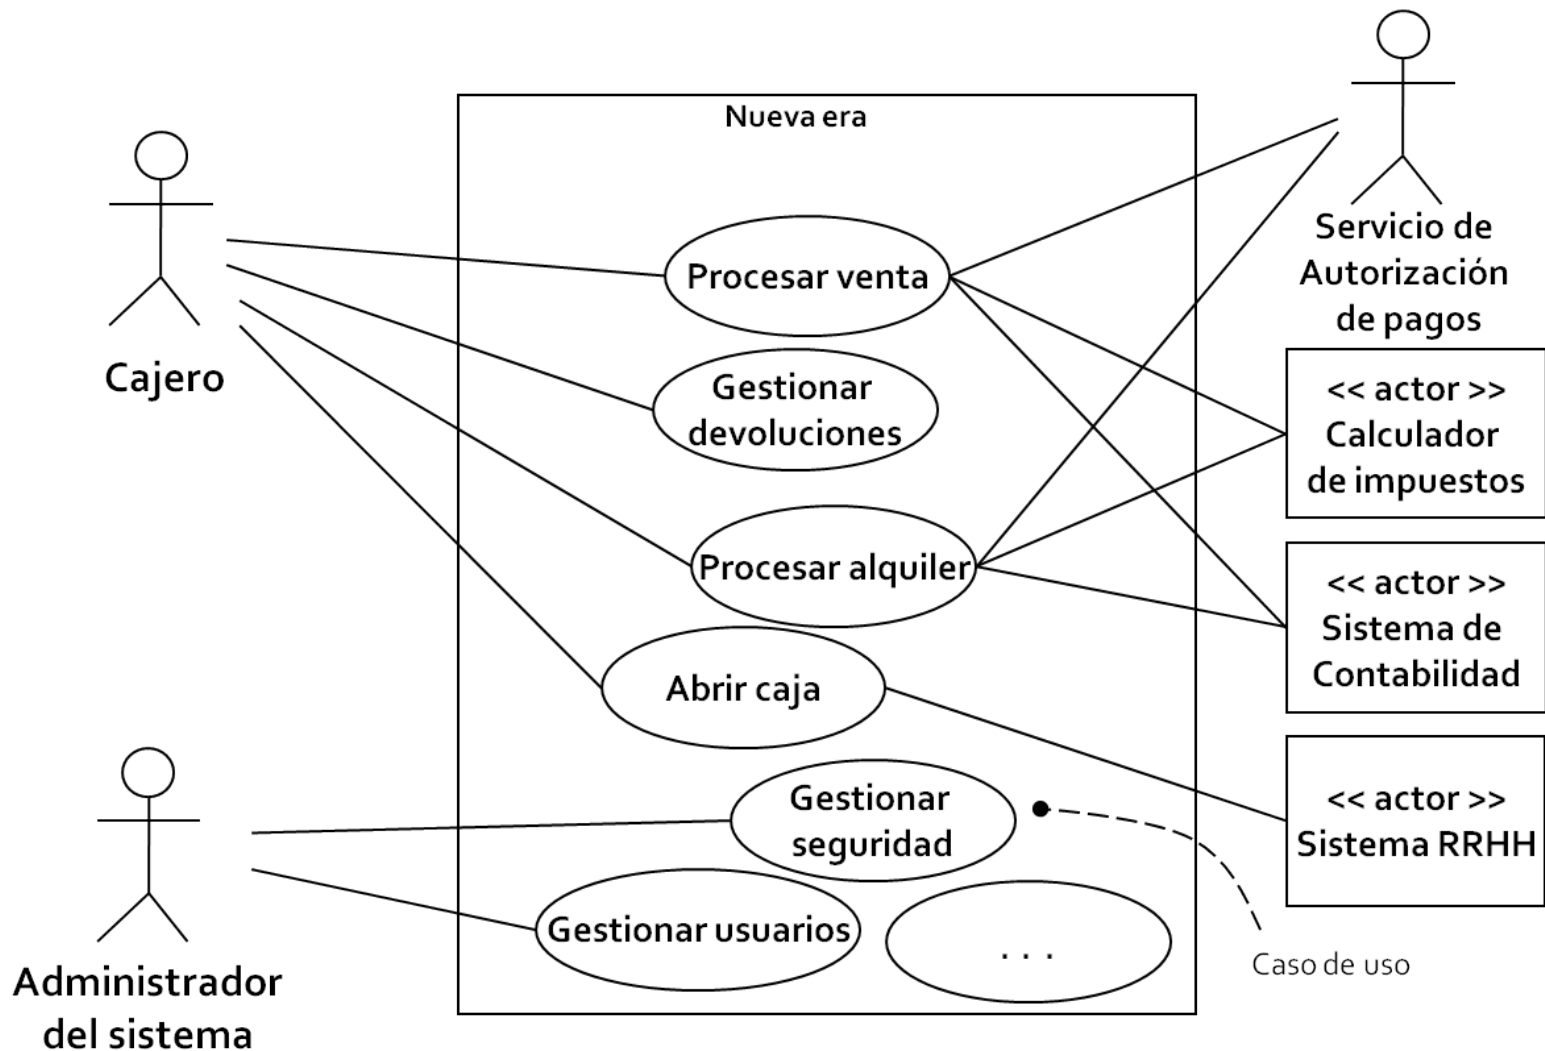 Nueva era
Cajero
Procesar venta
Gestionar
devoluciones
Procesar alquiler
Abrir caja
Gestionar
seguridad
Gestionar usuarios
. . .
Administrador
del sistema
Servicio de
Autorización
de pagos
<< actor >>
Calculador
de impuestos
<< actor >>
Sistema de
Contabilidad
<< actor >>
Sistema RRHH
Caso de uso